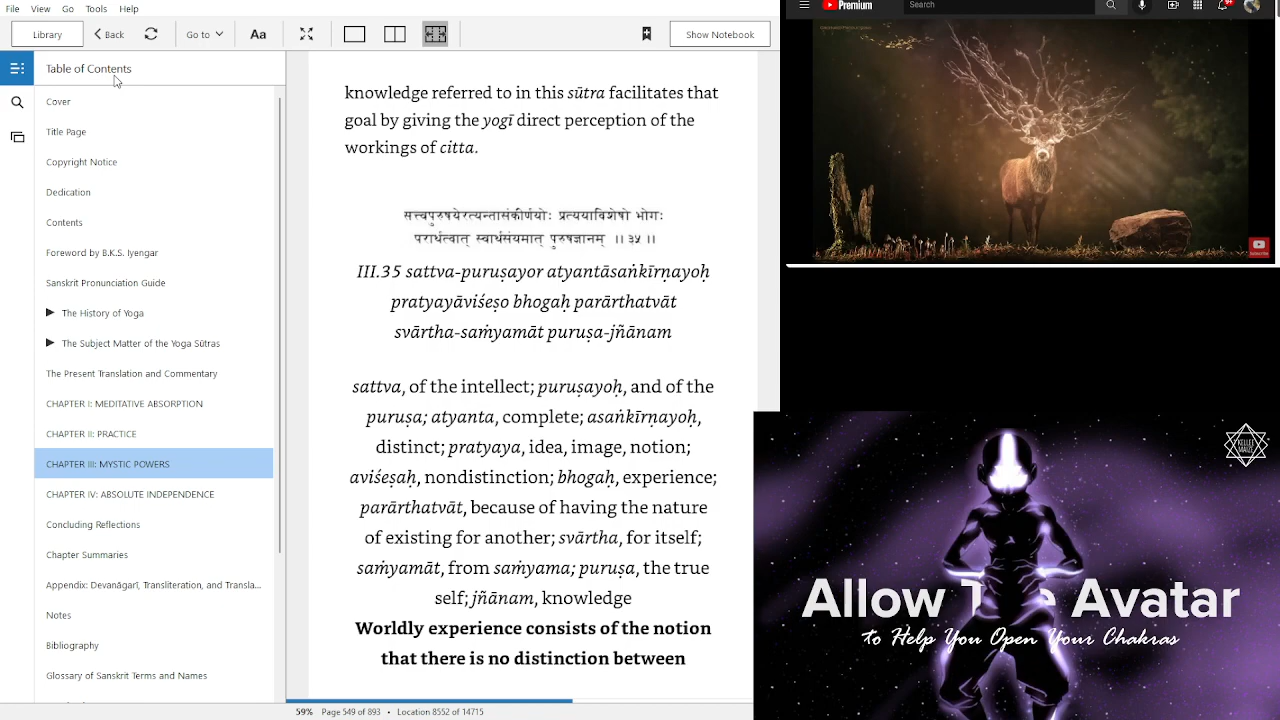 File View Go Tools Help
Library
Back
Go to
Aa
Show Notebook
Table of Contents
Cover
Title Page
Copyright Notice
Dedication
Contents
Foreword by B.K.S. Iyengar
Sanskrit Pronunciation Guide
The History of Yoga
The Subject Matter of the Yoga Sūtras
The Present Translation and Commentary
CHAPTER I: MEDITATIVE ABSORPTION
CHAPTER II: PRACTICE
CHAPTER III: MYSTIC POWERS
CHAPTER IV: ABSOLUTE INDEPENDENCE
Concluding Reflections
Chapter Summaries
Appendix: Devanāgarī, Transliteration, and Transla...
Notes
Bibliography
Glossary of Sanskrit Terms and Names
knowledge referred to in this sūtra facilitates that
goal by giving the yogī direct perception of the
workings of citta.
सत्त्वपुरुषयोरत्यन्तासंकीर्णयोः प्रत्ययाविशेषो भोगः
परार्थत्वात् स्वार्थसंयमात् पुरुषज्ञानम् ।। ३५ ।।
III.35 sattva-puruṣayor atyantāsaṅkīrṇayoḥ
pratyayāviśeṣo bhogaḥ parārthatvāt
svārtha-saṁyamāt puruṣa-jñānam
sattva, of the intellect; puruṣayoḥ, and of the
puruṣa; atyanta, complete; asaṅkīrṇayoḥ,
distinct; pratyaya, idea, image, notion;
aviśeṣaḥ, nondistinction; bhogaḥ, experience;
parārthatvāt, because of having the nature
of existing for another; svārtha, for itself;
saṁyamāt, from saṁyama; puruṣa, the true
self; jñānam, knowledge
Worldly experience consists of the notion
that there is no distinction between
59% Page 549 of 893 • Location 8552 of 14715
Premium
Search
9+
Subscribe
Allow The Avatar
to Help You Open Your Chakras